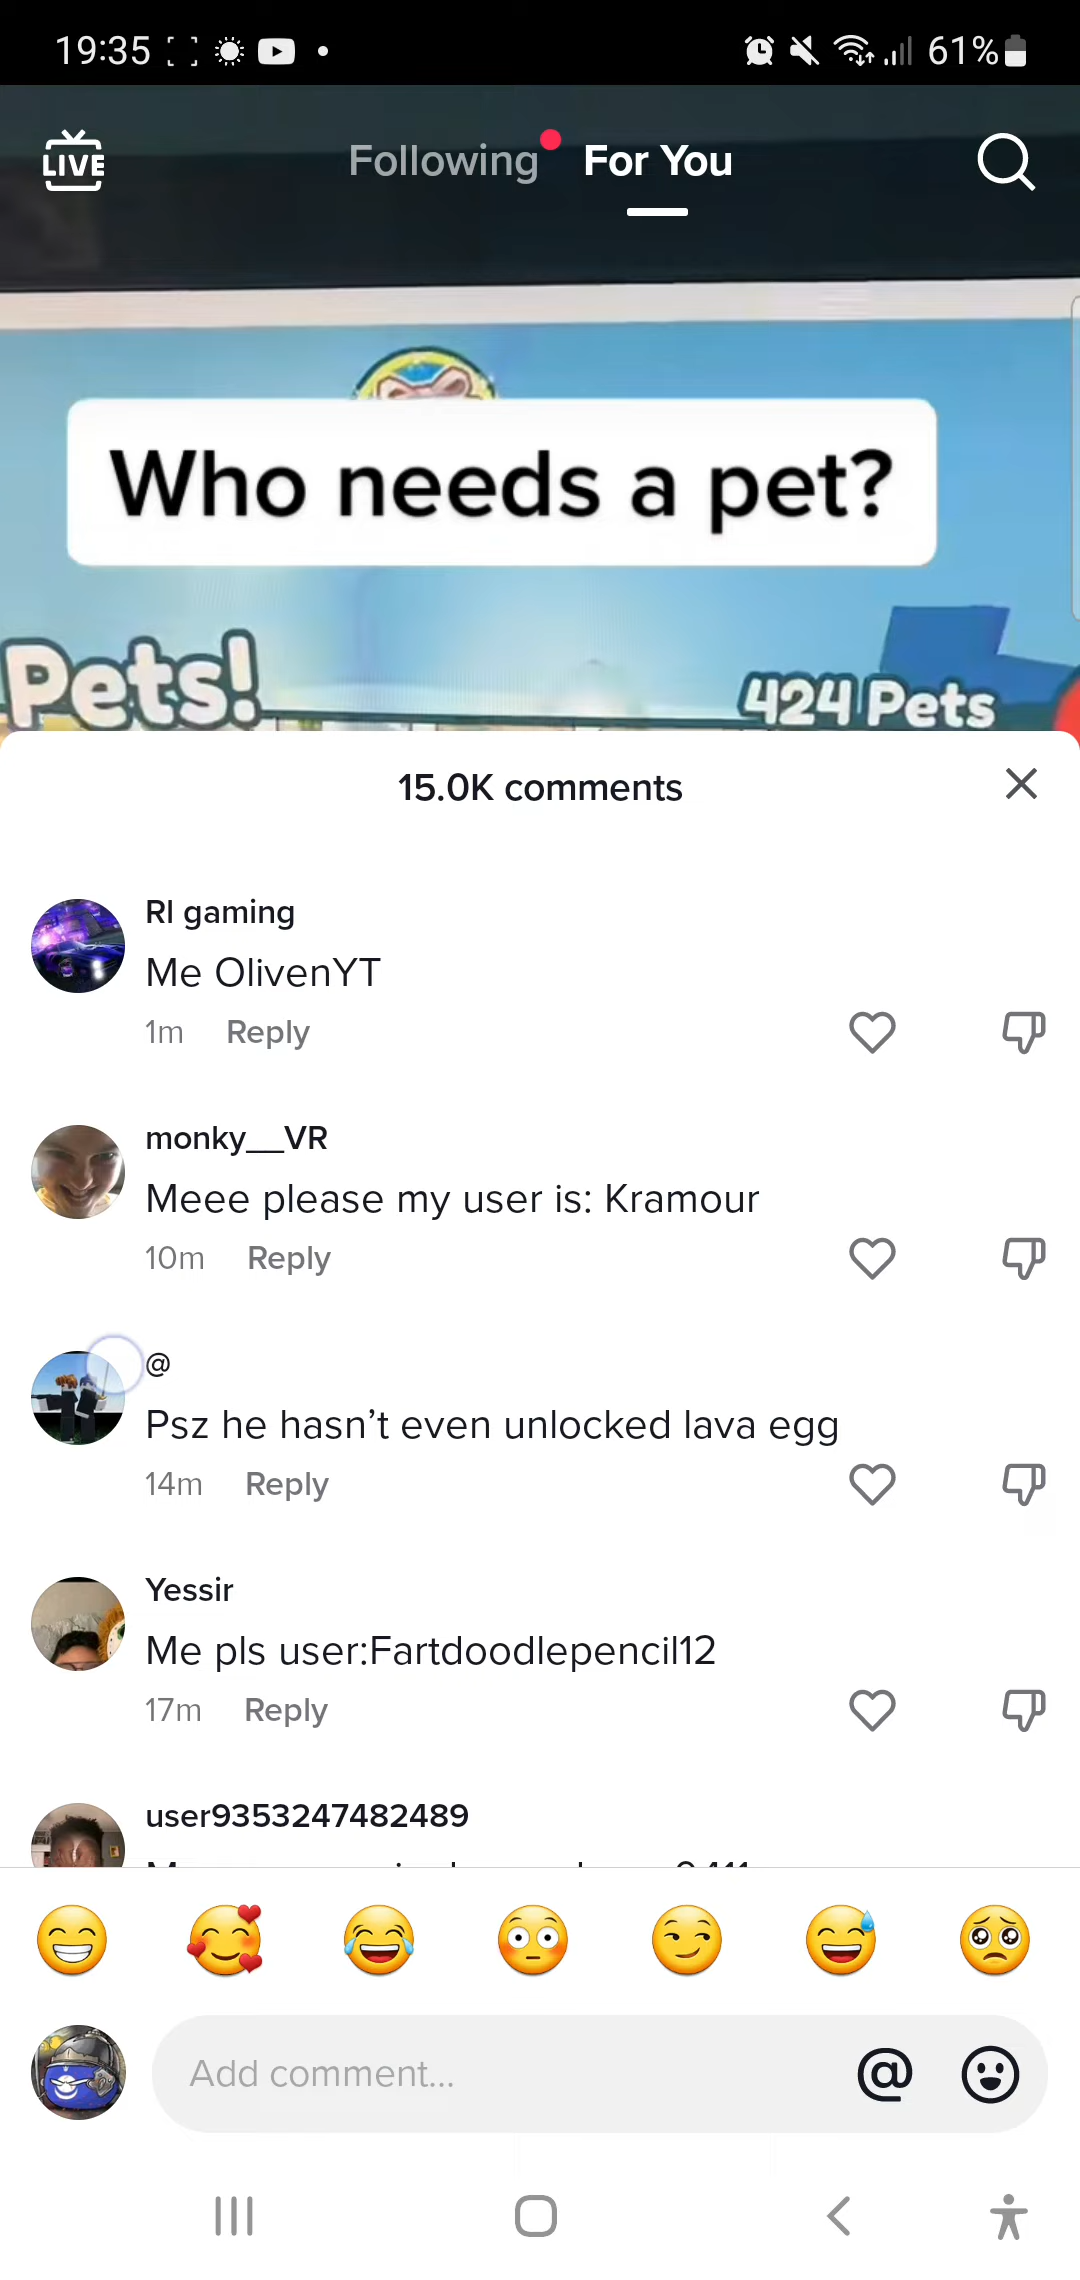 19:35 61%
LIVE Following For You
Who needs a pet?
Pets! 424 Pets
15.0K comments
RI gaming
Me OlivenYT
1m Reply
monky__VR
Meee please my user is: Kramour
10m Reply
@
Psz he hasn’t even unlocked lava egg
14m Reply
Yessir
Me pls user:Fartdoodlepencil12
17m Reply
user9353247482489
Add comment...